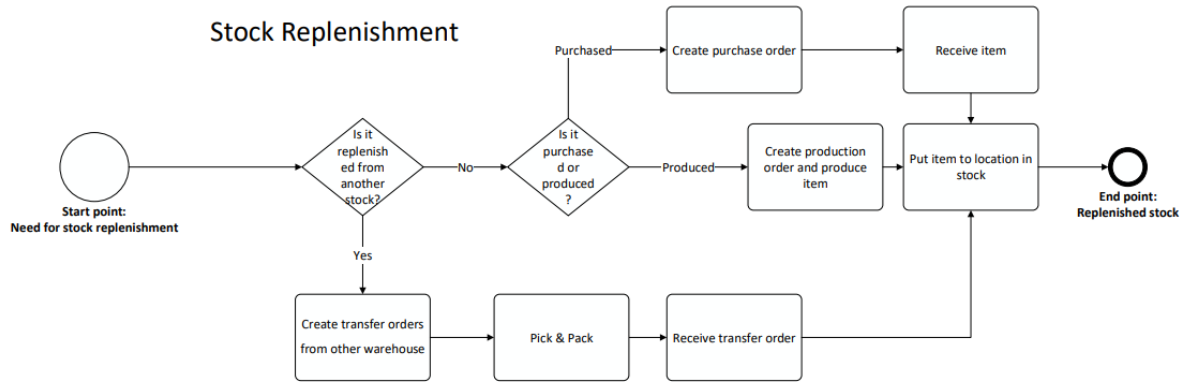 Stock Replenishment
Purchased
Create purchase order
Receive item
Is it
replenish
ed from
another
stock?
No
Is it
purchase
d or
produced
?
Produced
Create production
order and produce
item
Put item to location in
stock
Start point:
Need for stock replenishment
End point:
Replenished stock
Yes
Create transfer orders
from other warehouse
Pick & Pack
Receive transfer order